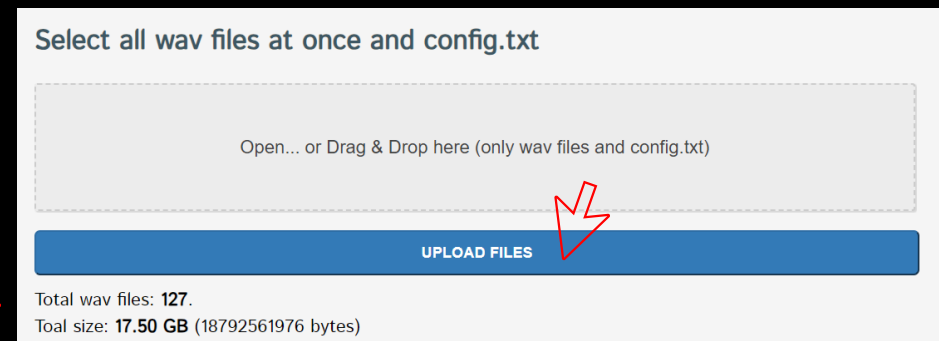 Select all wav files at once and config.txt
Open... or Drag & Drop here (only wav files and config.txt)
UPLOAD FILES
Total wav files: 127.
Toal size: 17.50 GB (18792561976 bytes)